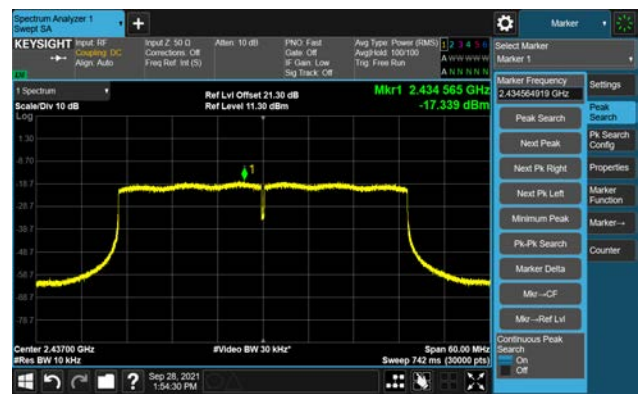 Spectrum Analyzer 1
Swept SA
Marker
KEYSIGHT
Input: RF
Coupling: DC
Align: Auto
Input Z: 50 Ω
Corrections: Off
Freq Ref: Int (S)
Atten: 10 dB
PNO: Fast
Gate: Off
IF Gain: Low
Sig Track: Off
Avg Type: Power (RMS)
Avg|Hold: 100/100
Trig: Free Run
1 2 3 4 5 6
A W W W W W
A N N N N N
Select Marker
Marker 1
1 Spectrum
Scale/Div 10 dB
Log
Ref Lvl Offset 21.30 dB
Ref Level 11.30 dBm
Mkr1 2.434 565 GHz
-17.339 dBm
1.30
-8.70
-18.7
-28.7
-38.7
-48.7
-58.7
-68.7
-78.7
1
Center 2.43700 GHz
#Res BW 10 kHz
#Video BW 30 kHz*
Span 60.00 MHz
Sweep 742 ms (30000 pts)
Marker Frequency
2.434564919 GHz
Peak Search
Next Peak
Next Pk Right
Next Pk Left
Minimum Peak
Pk-Pk Search
Marker Delta
Mkr→CF
Mkr→Ref Lvl
Continuous Peak
Search
On
Off
Settings
Peak
Search
Pk Search
Config
Properties
Marker
Function
Marker→
Counter
?
Sep 28, 2021
1:54:30 PM